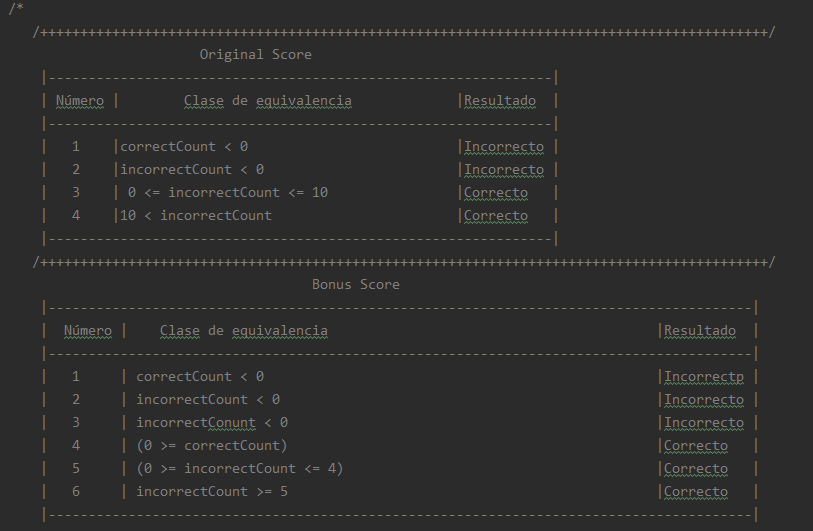 /*
/+++++++++++++++++++++++++++++++++++++++++++++++++++++++++++++++++++++++++++++++++++++++++++/
Original Score
|---------------------------------------------------------------|
| Número | Clase de equivalencia |Resultado |
|---------------------------------------------------------------|
| 1 |correctCount < 0 |Incorrecto |
| 2 |incorrectCount < 0 |Incorrecto |
| 3 | 0 <= incorrectCount <= 10 |Correcto |
| 4 |10 < incorrectCount |Correcto |
|---------------------------------------------------------------|
/+++++++++++++++++++++++++++++++++++++++++++++++++++++++++++++++++++++++++++++++++++++++++++/
Bonus Score
|----------------------------------------------------------------------------------------|
| Número | Clase de equivalencia |Resultado |
|----------------------------------------------------------------------------------------|
| 1 | correctCount < 0 |Incorrectp |
| 2 | incorrectCount < 0 |Incorrecto |
| 3 | incorrectConunt < 0 |Incorrecto |
| 4 | (0 >= correctCount) |Correcto |
| 5 | (0 >= incorrectCount <= 4) |Correcto |
| 6 | incorrectCount >= 5 |Correcto |
|----------------------------------------------------------------------------------------|